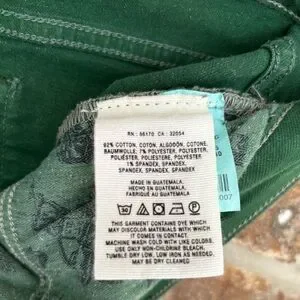 RN : 56170 CA : 32054
92% COTTON, COTON, ALGODÓN, COTONE,
BAUMWOLLE; 7% POLYESTER, POLYESTER,
POLIÉSTER, POLIESTERE, POLYESTER;
1% SPANDEX, SPANDEX,
SPANDEX, SPANDEX, SPANDEX
MADE IN GUATEMALA
HECHO EN GUATEMALA
FABRIQUÉ AU GUATEMALA
THIS GARMENT CONTAINS DYE WHICH
MAY DISCOLOR MATERIALS WITH WHICH
IT COMES IN CONTACT.
MACHINE WASH COLD WITH LIKE COLORS.
USE ONLY NON-CHLORINE BLEACH.
TUMBLE DRY LOW, LOW IRON AS NEEDED.
MAY BE DRY CLEANED
007